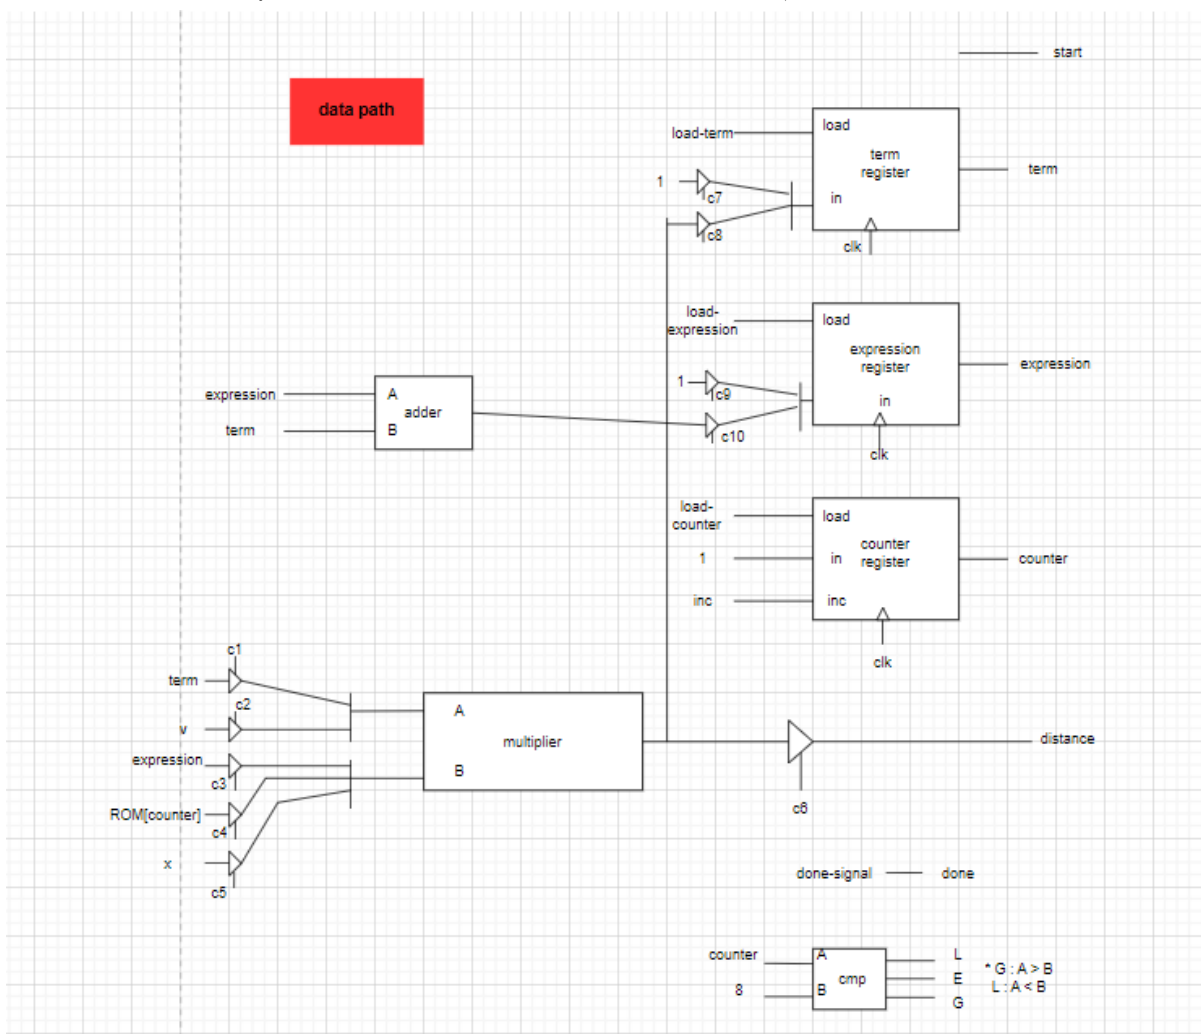 start
data path
load-term
load
term
register
term
1
c7
in
c8
clk
load-
expression
load
expression
register
expression
1
c9
in
expression
A
adder
term
B
c10
clk
load-
counter
load
counter
register
1
in
counter
inc
inc
clk
c1
term
c2
A
v
multiplier
distance
expression
B
c3
ROM[counter]
c4
c6
x
c5
done-signal
done
counter
A
L
* G : A > B
cmp
E
L : A < B
8
B
G